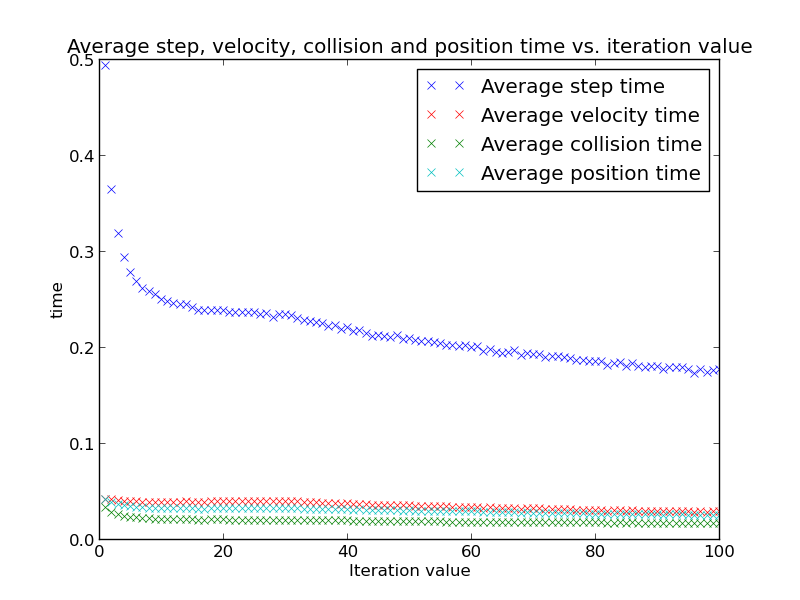 Average step, velocity, collision and position time vs. iteration value
0.5
0.4
0.3
0.2
0.1
0.0
time
Average step time
Average velocity time
Average collision time
Average position time
0 20 40 60 80 100
Iteration value